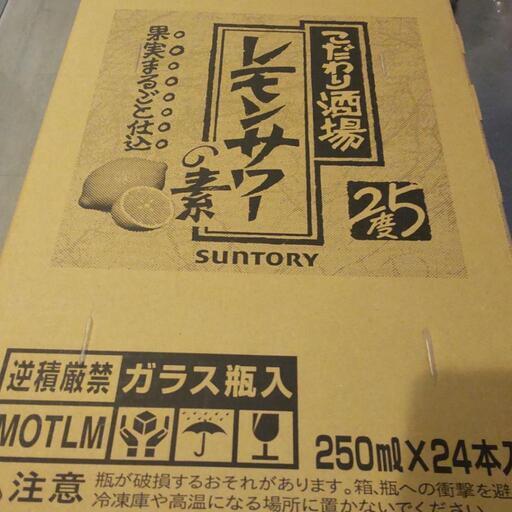 こだわり酒場
レモンサワーの素
果実まるごと仕込
25度
SUNTORY
逆積厳禁
ガラス瓶入
MOTLM
250ml×24本入
注意
瓶が破損するおそれがあります。箱、瓶への衝撃を避
冷凍庫や高温になる場所に置かないでくださ